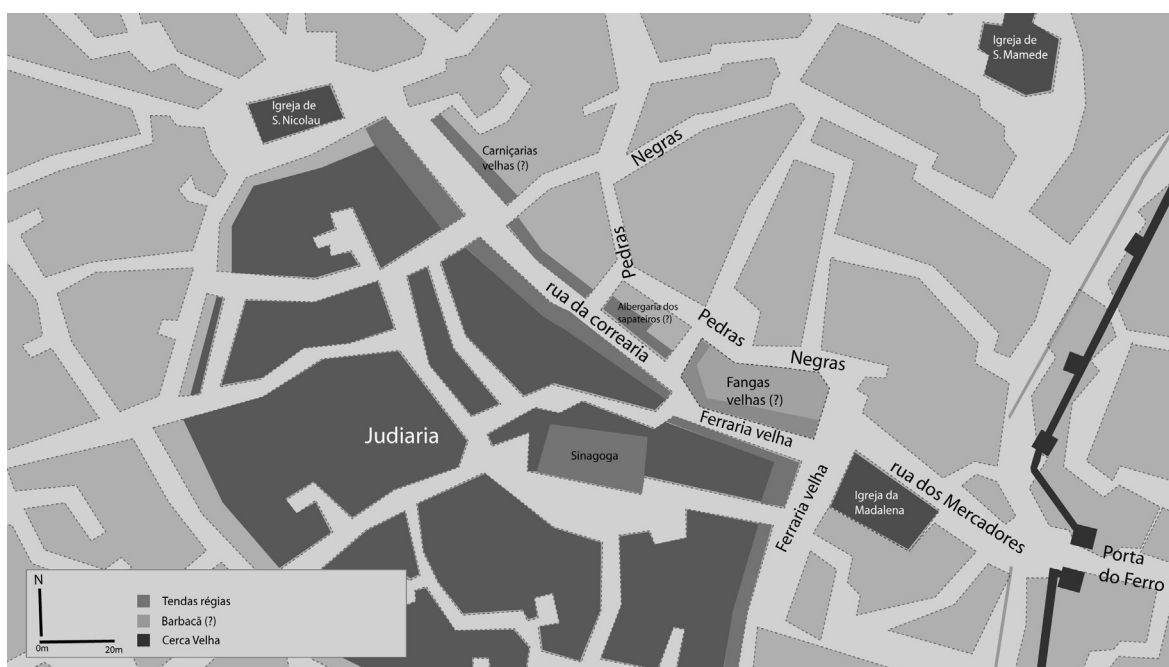 Igreja de
S. Mamede
Igreja de
S. Nicolau
Carniçarias
velhas (?)
Negras
Pedras
rua da correaria
Albergaria dos
sapateiros (?)
Pedras
Negras
Fangas
velhas (?)
Ferraria velha
Judiaria
Sinagoga
Ferraria velha
Igreja da
Madalena
rua dos Mercadores
Porta
do Ferro
N
0m
20m
Tendas régias
Barbacã (?)
Cerca Velha